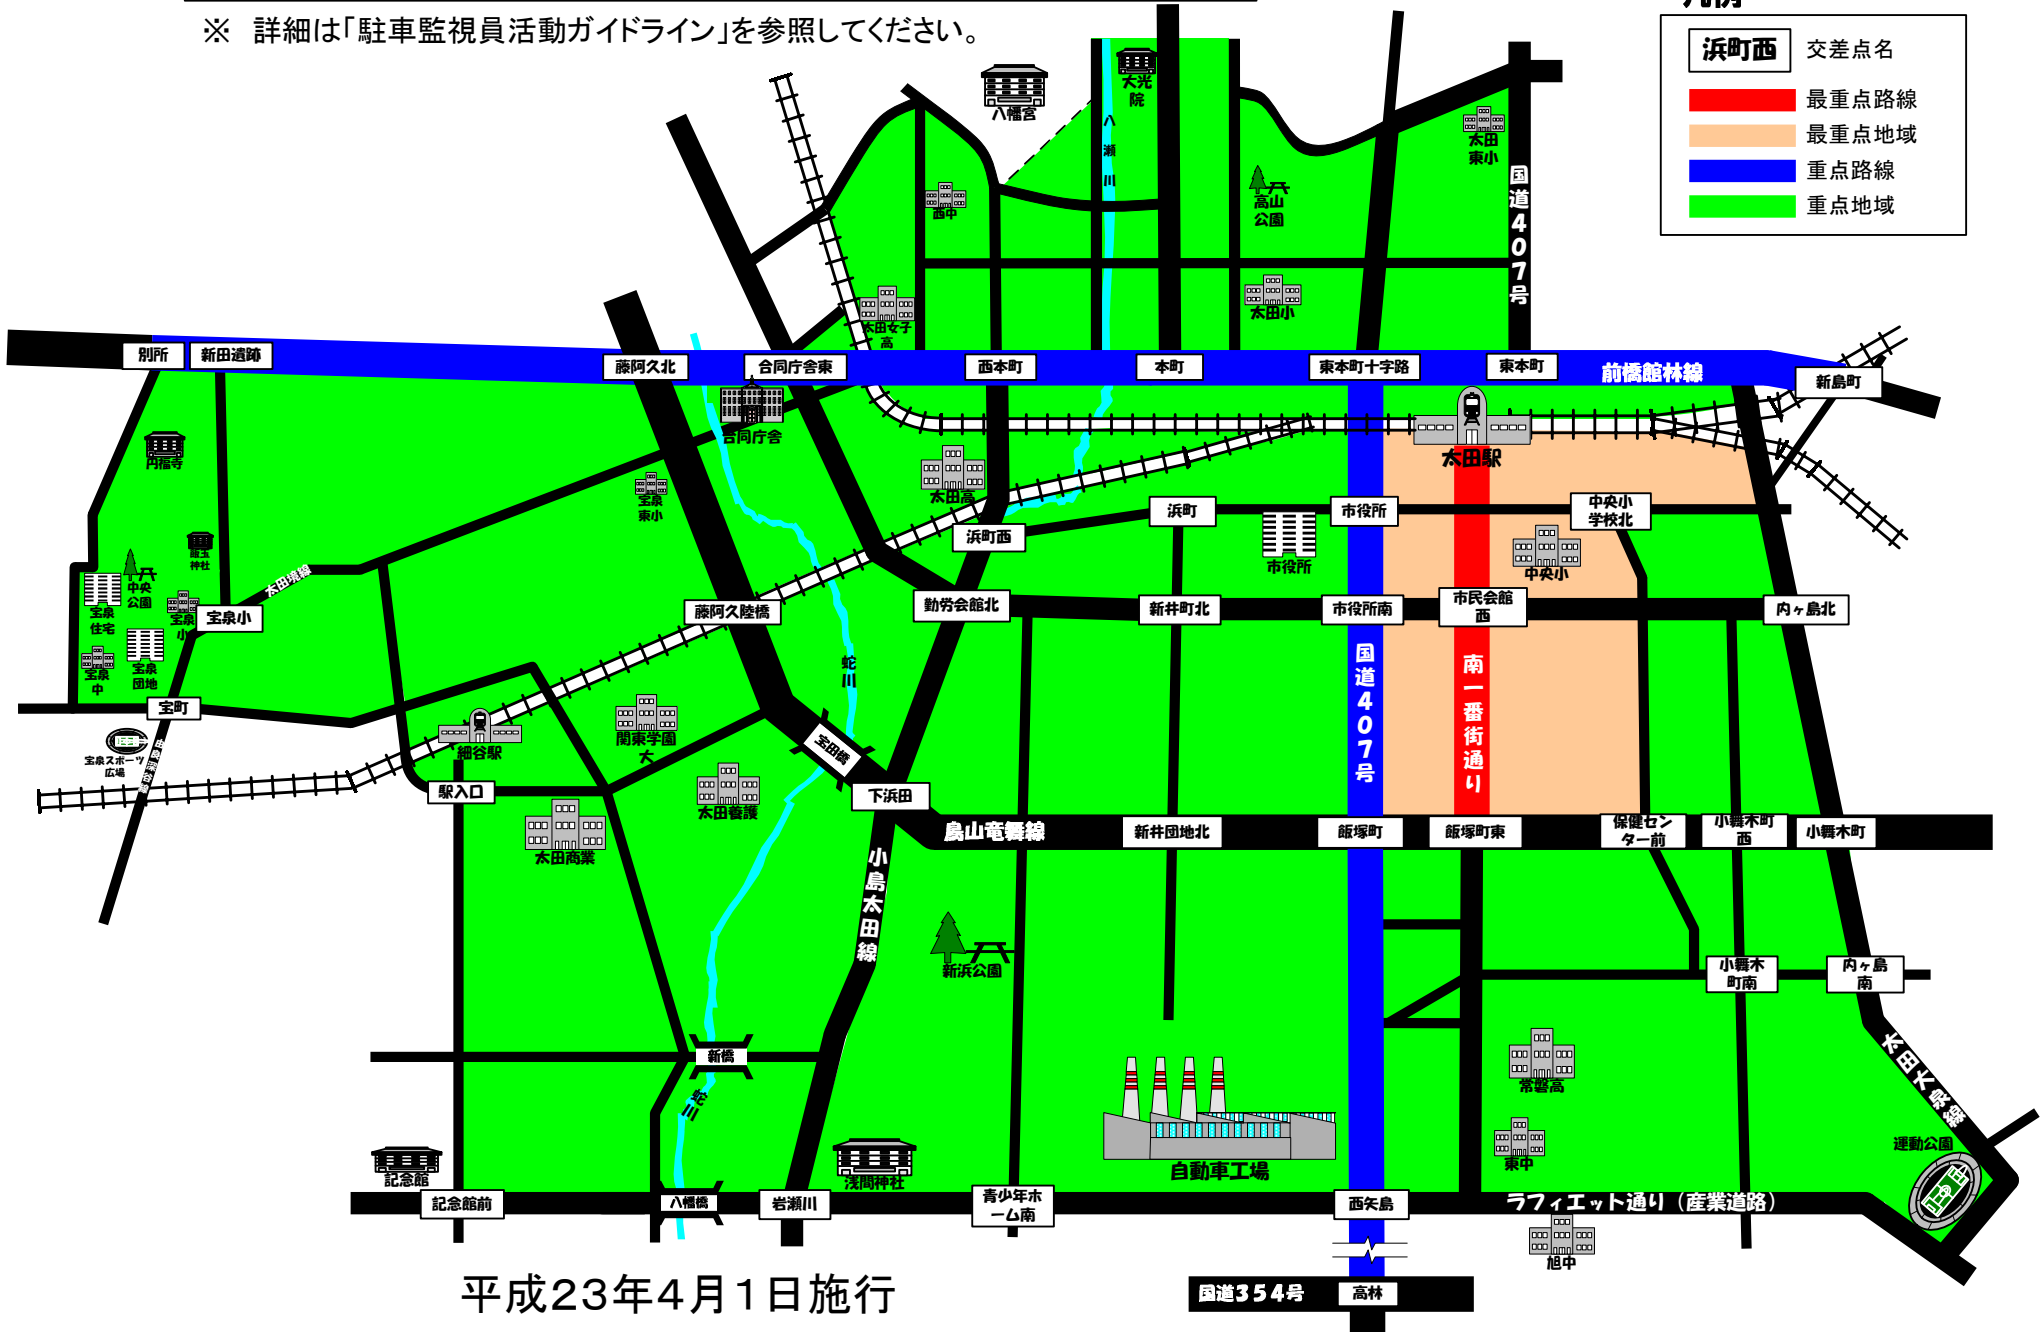 ※　詳細は「駐車監視員活動ガイドライン」を参照してください。
浜町西
交差点名
最重点路線
最重点地域
重点路線
重点地域
八幡宮
大光
院
八瀬川
太田
東小
国道407号
西中
高山
公園
太田女子
高
太田小
別所
新田遺跡
藤阿久北
合同庁舎東
西本町
本町
東本町十字路
東本町
前橋館林線
新島町
合同庁舎
円福寺
太田高
太田駅
宝泉
東小
浜町
市役所
中央小
学校北
浜町西
市役所
中央小
神社
中央
公園
太田境線
宝泉
住宅
宝泉
小
宝泉小
藤阿久陸橋
勤労会館北
新井町北
市役所南
市民会館
西
内ヶ島北
宝泉
中
宝泉
団地
蛇川
国道407号
南一番街通り
宝町
関東学園
大
宝田橋
細谷駅
宝泉スポーツ
広場
駅入口
太田養護
下浜田
太田商業
鳥山竜舞線
新井団地北
飯塚町
飯塚町東
保健セン
ター前
小舞木町
西
小舞木町
小島太田線
新浜公園
小舞木
町南
内ヶ島
南
新橋
蛇川
常磐高
太田大泉線
東中
運動公園
自動車工場
記念館
浅間神社
記念館前
八幡橋
岩瀬川
青少年ホ
ーム南
西矢島
ラフィエット通り（産業道路）
旭中
平成23年4月1日施行
国道354号
高林